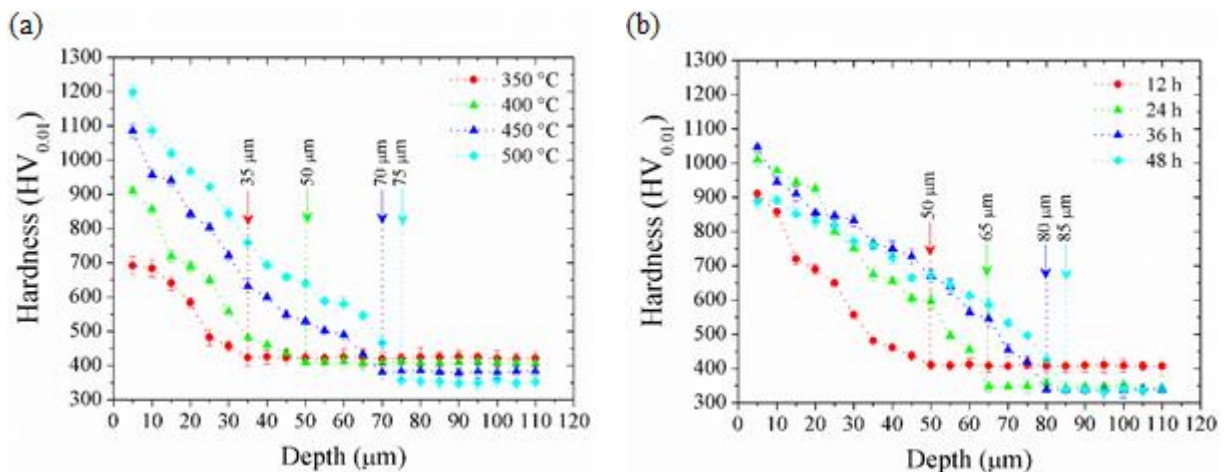 (a)
1300
1200
1100
1000
900
800
700
600
500
400
300
Hardness (HV0.01)
0 10 20 30 40 50 60 70 80 90 100 110 120
Depth (μm)
350 °C
400 °C
450 °C
500 °C
35 μm
50 μm
70 μm
75 μm
(b)
1300
1200
1100
1000
900
800
700
600
500
400
300
Hardness (HV0.01)
0 10 20 30 40 50 60 70 80 90 100 110 120
Depth (μm)
12 h
24 h
36 h
48 h
50 μm
65 μm
80 μm
85 μm